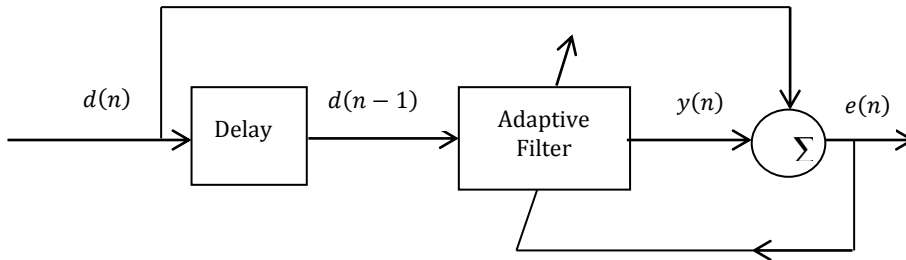 d(n)
Delay
d(n − 1)
Adaptive
Filter
y(n)
∑
e(n)